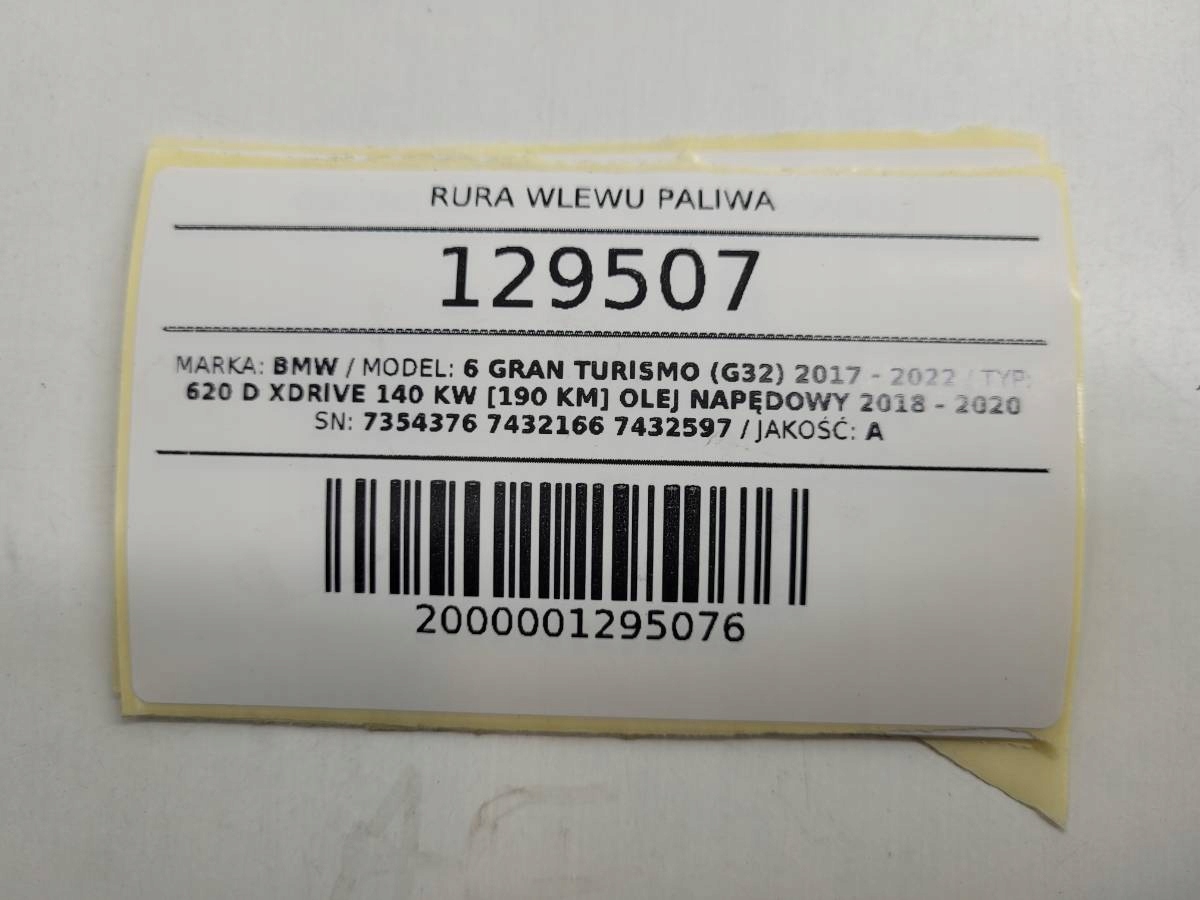 RURA WLEWU PALIWA
129507
MARKA: BMW / MODEL: 6 GRAN TURISMO (G32) 2017 - 2022 / TYP:
620 D XDRIVE 140 KW [190 KM] OLEJ NAPĘDOWY 2018 - 2020
SN: 7354376 7432166 7432597 / JAKOŚĆ: A
2000001295076